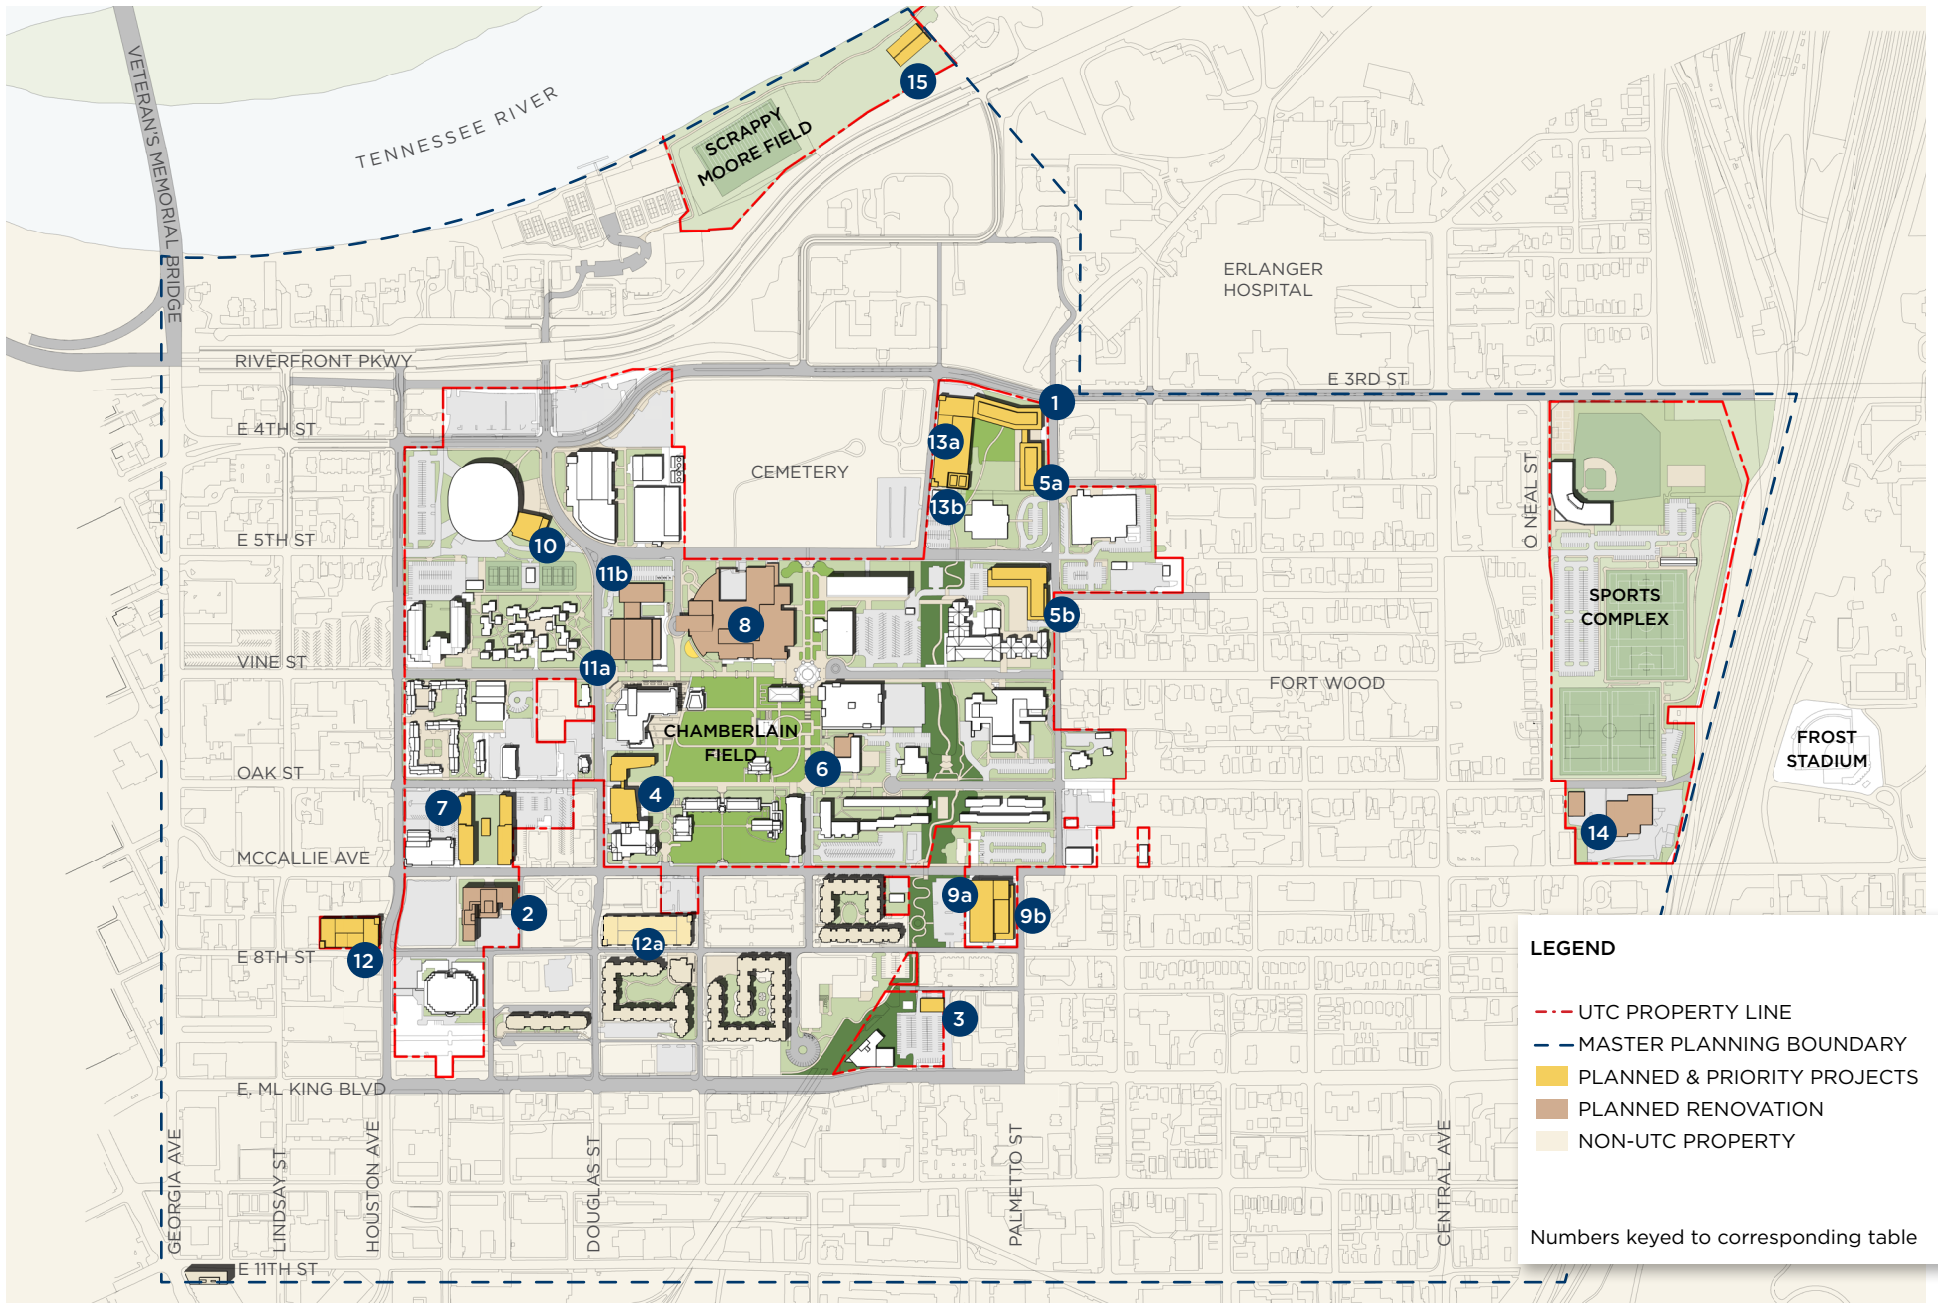 15
SCRAPPY
MOORE FIELD
TENNESSEE RIVER
VETERAN'S MEMORIAL BRIDGE
ERLANGER
HOSPITAL
RIVERFRONT PKWY
E 3RD ST
1
E 4TH ST
13a
CEMETERY
5a
13b
O NEAL ST
E 5TH ST
10
11b
SPORTS
COMPLEX
8
5b
VINE ST
11a
FORT WOOD
CHAMBERLAIN
FIELD
FROST
STADIUM
6
OAK ST
4
7
14
MCCALLIE AVE
9a
2
9b
12a
E 8TH ST
12
3
E. ML KING BLVD
GEORGIA AVE
LINDSAY ST
HOUSTON AVE
DOUGLAS ST
PALMETTO ST
CENTRAL AVE
E 11TH ST
LEGEND
UTC PROPERTY LINE
MASTER PLANNING BOUNDARY
PLANNED & PRIORITY PROJECTS
PLANNED RENOVATION
NON-UTC PROPERTY
Numbers keyed to corresponding table